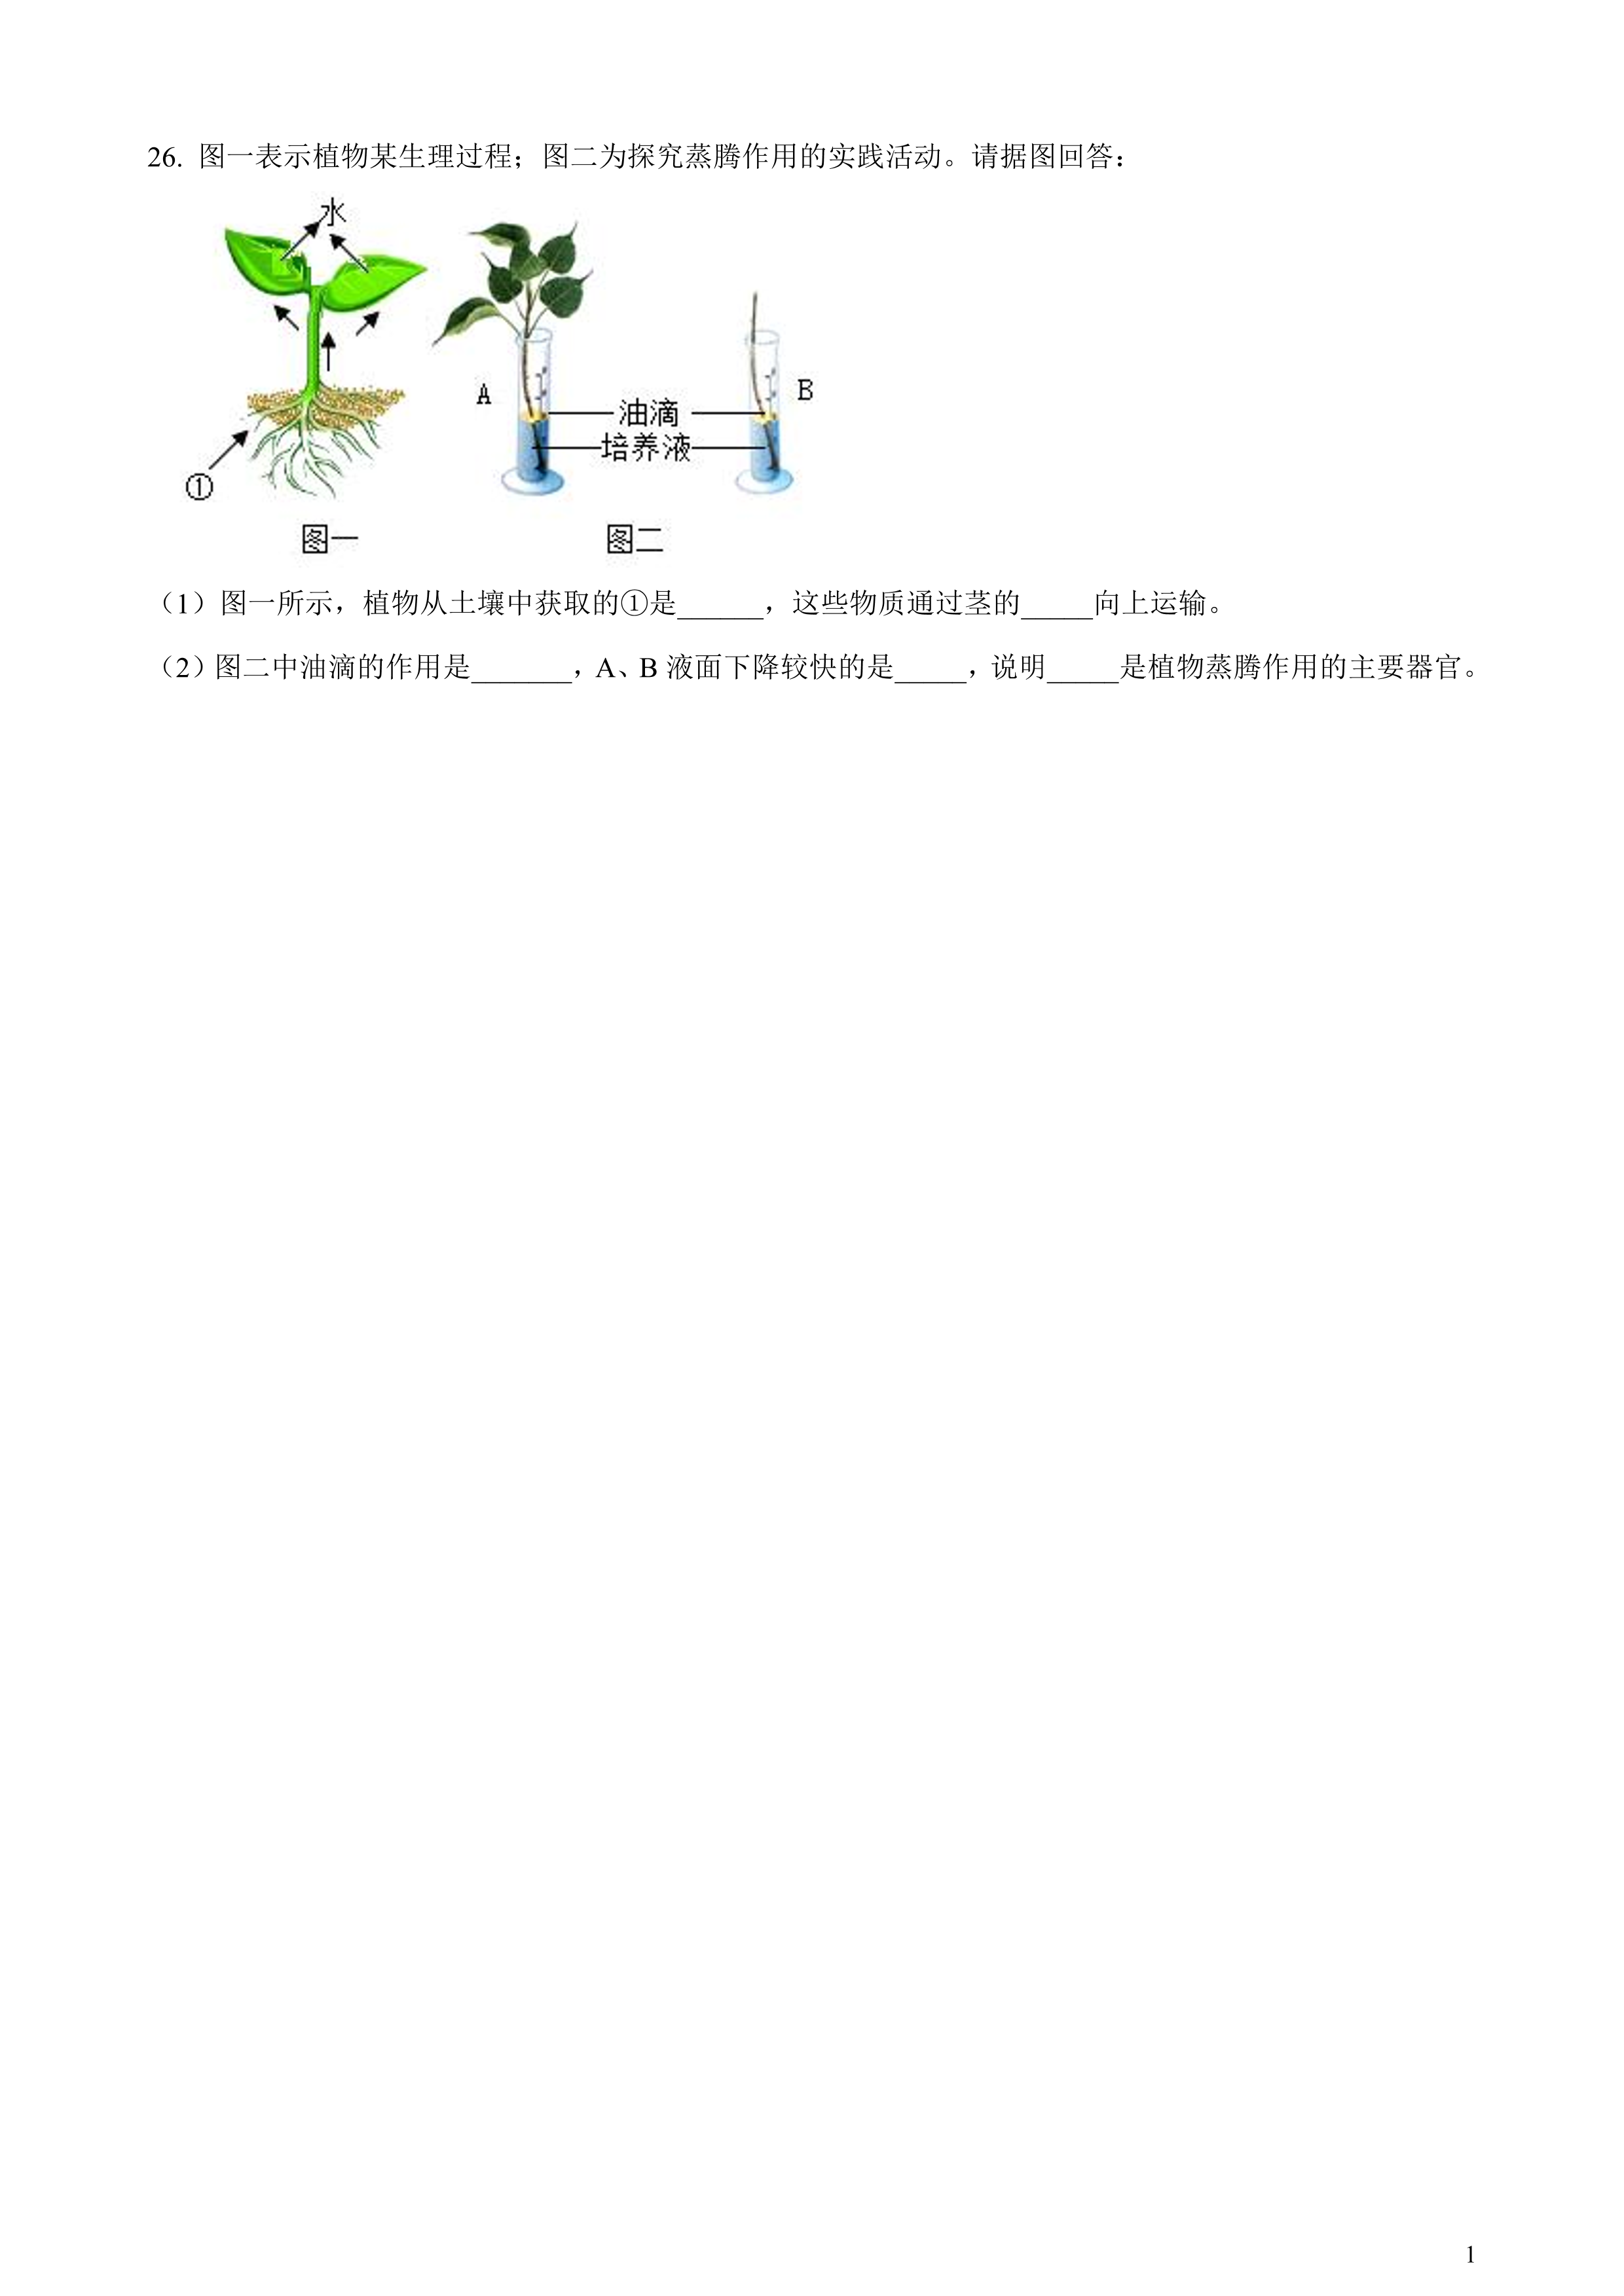 26. 图一表示植物某生理过程；图二为探究蒸腾作用的实践活动。请据图回答：
水
A
B
油滴
培养液
①
图一
图二
（1）图一所示，植物从土壤中获取的①是______，这些物质通过茎的_____向上运输。
（2）图二中油滴的作用是_______，A、B 液面下降较快的是_____，说明_____是植物蒸腾作用的主要器官。
1